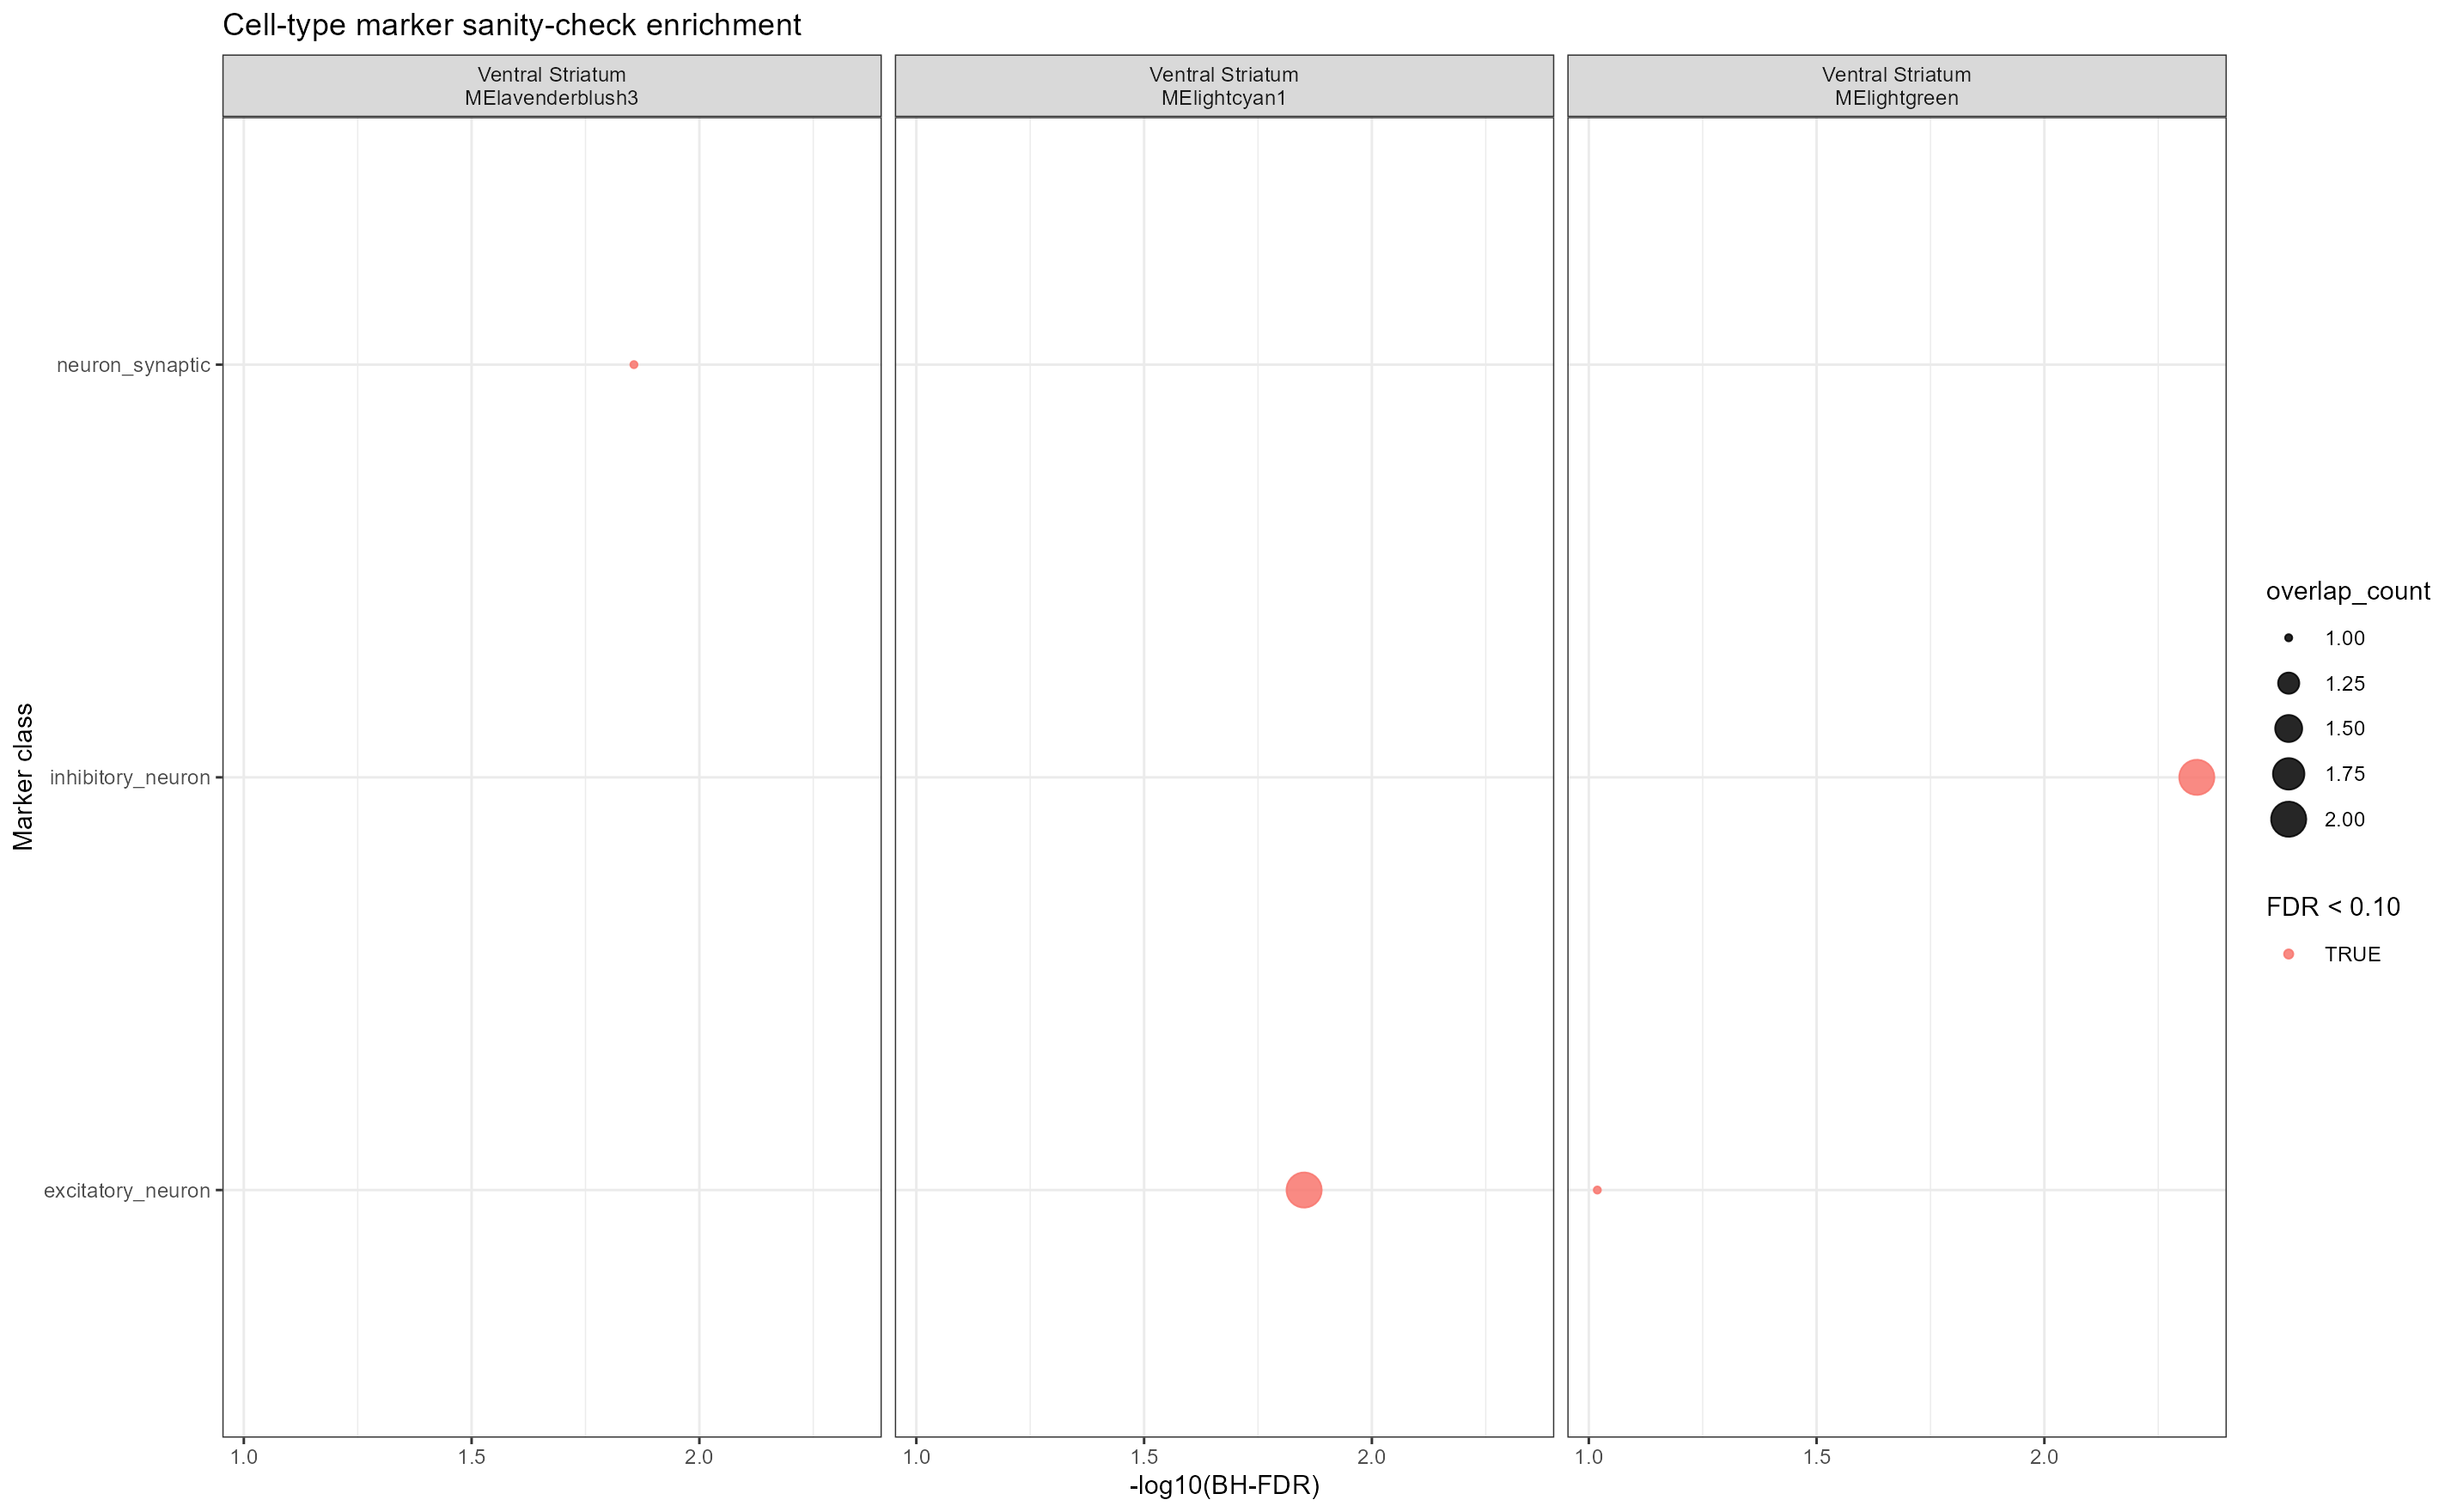 Cell-type marker sanity-check enrichment
Ventral Striatum
MElavenderblush3
Ventral Striatum
MElightcyan1
Ventral Striatum
MElightgreen
Marker class
neuron_synaptic
inhibitory_neuron
excitatory_neuron
1.0 1.5 2.0
1.0 1.5 2.0
1.0 1.5 2.0
-log10(BH-FDR)
overlap_count
1.00
1.25
1.50
1.75
2.00
FDR < 0.10
TRUE